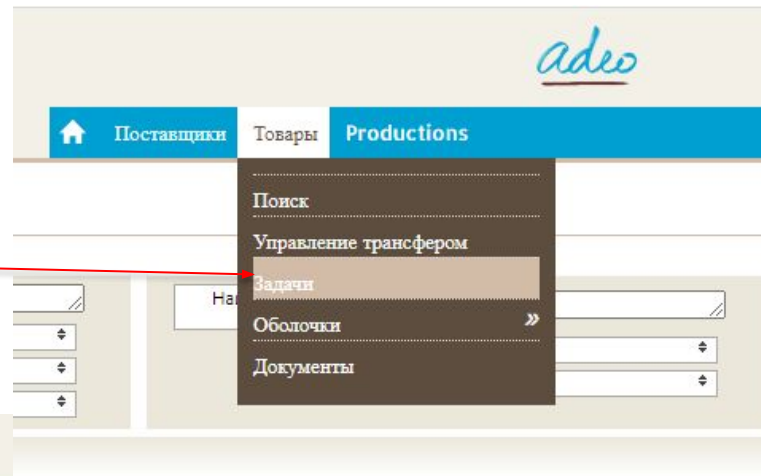 adeo
Поставщики Товары Productions
Поиск
Управление трансфером
Задачи
Оболочки »
Документы